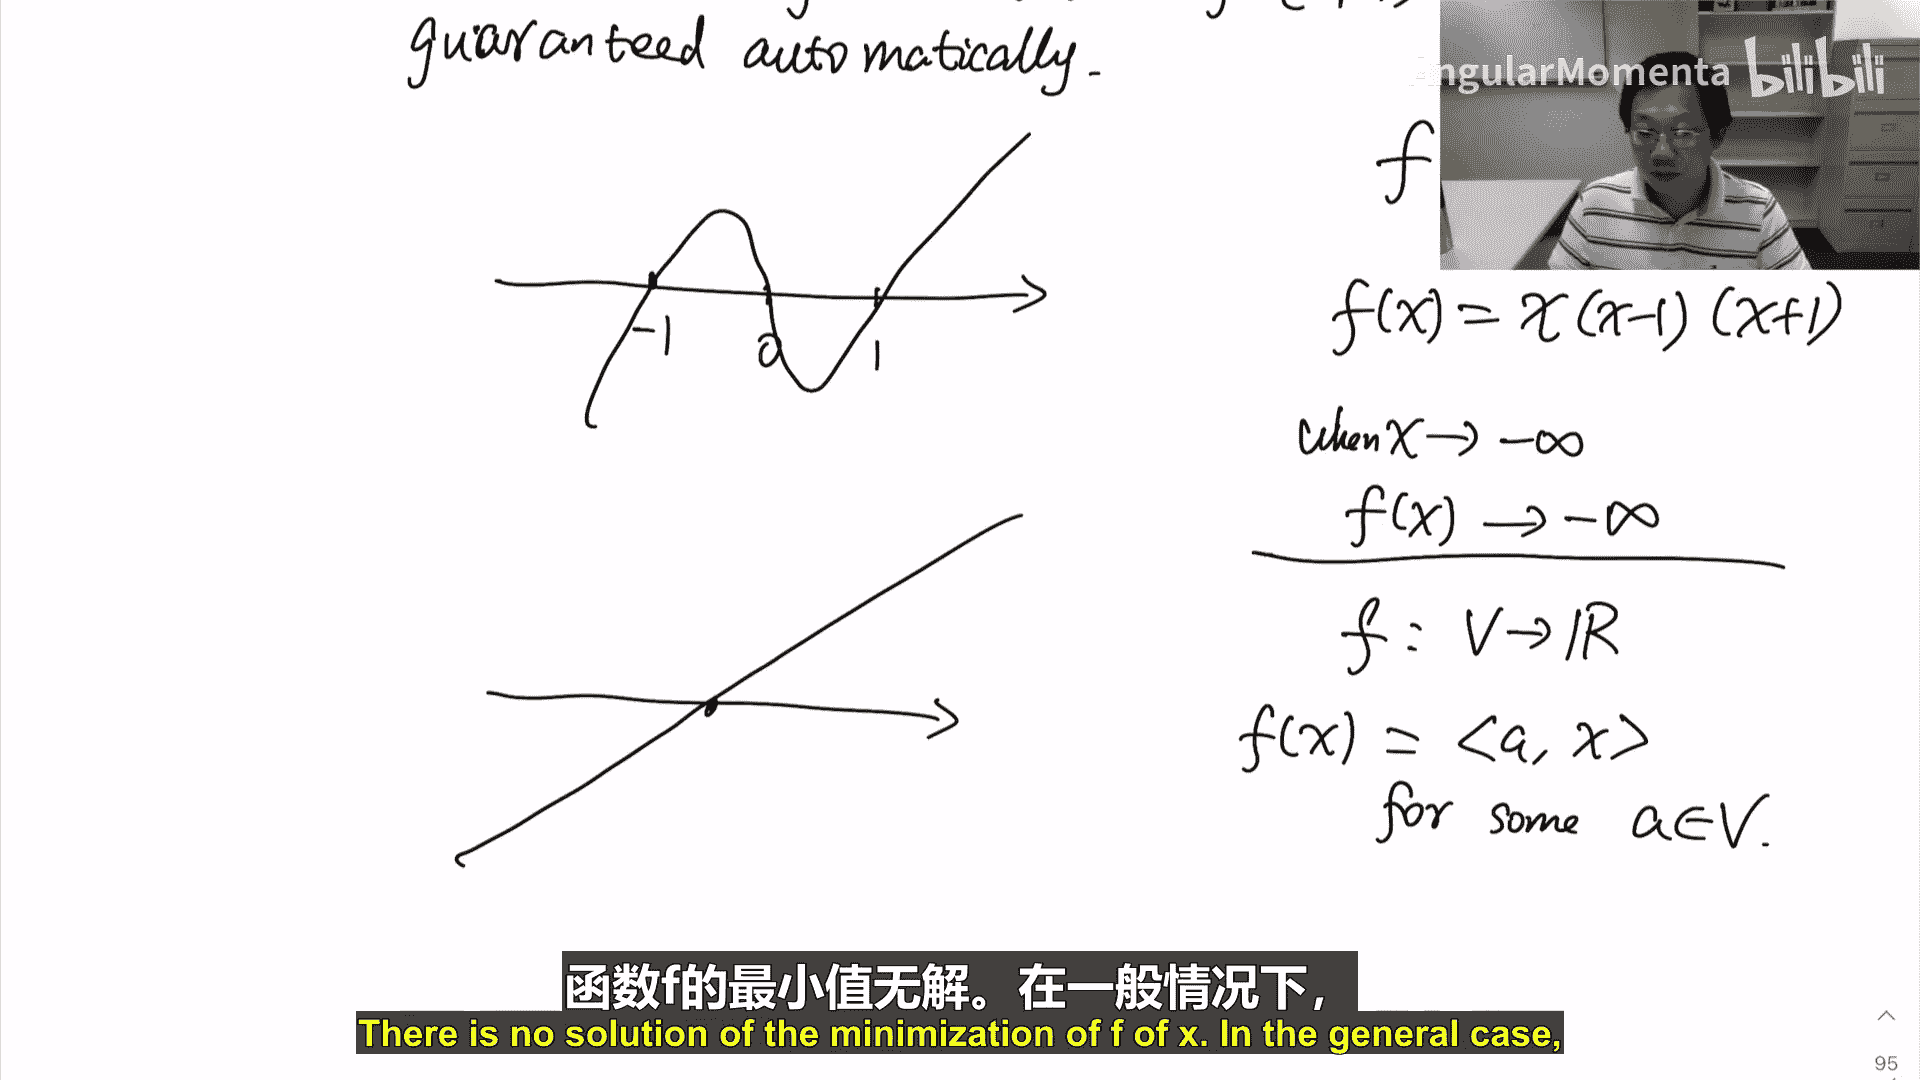 guaranteed automatically.
ngularMomenta bilibili
f
-1
0
1
f(x) = x(x-1)(x+1)
when x → -∞
f(x) → -∞
f : V → ℝ
f(x) = <a, x>
for some a∈V.
函数f的最小值无解。在一般情况下，
There is no solution of the minimization of f of x. In the general case,
95